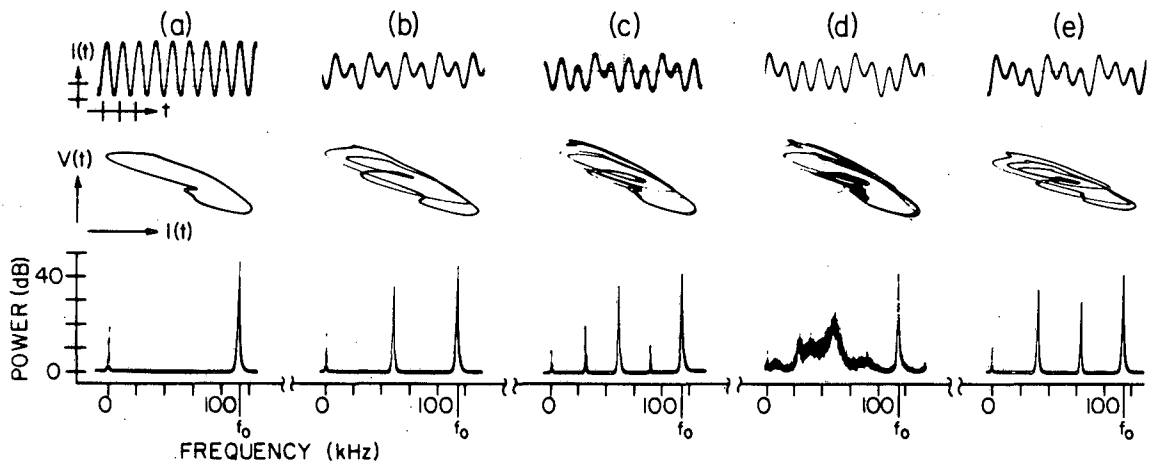 (a) (b) (c) (d) (e)
I(t)
t
V(t)
I(t)
POWER (dB)
40
0
0 100 0 100 0 100 0 100 0 100
f₀ f₀ f₀ f₀ f₀
FREQUENCY (kHz)